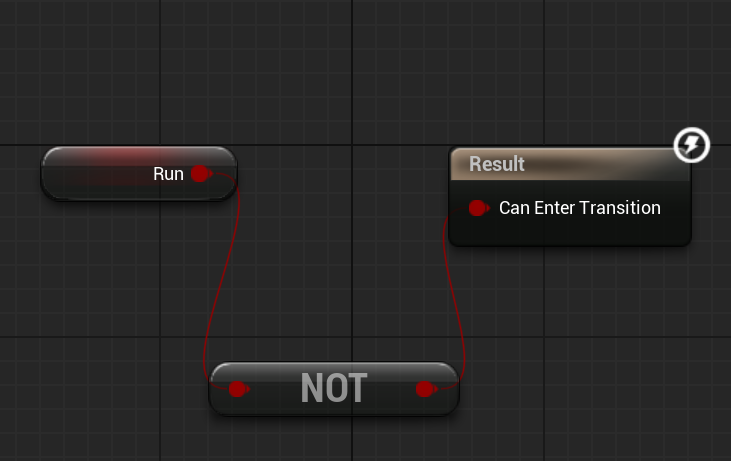 Run
Result
Can Enter Transition
NOT